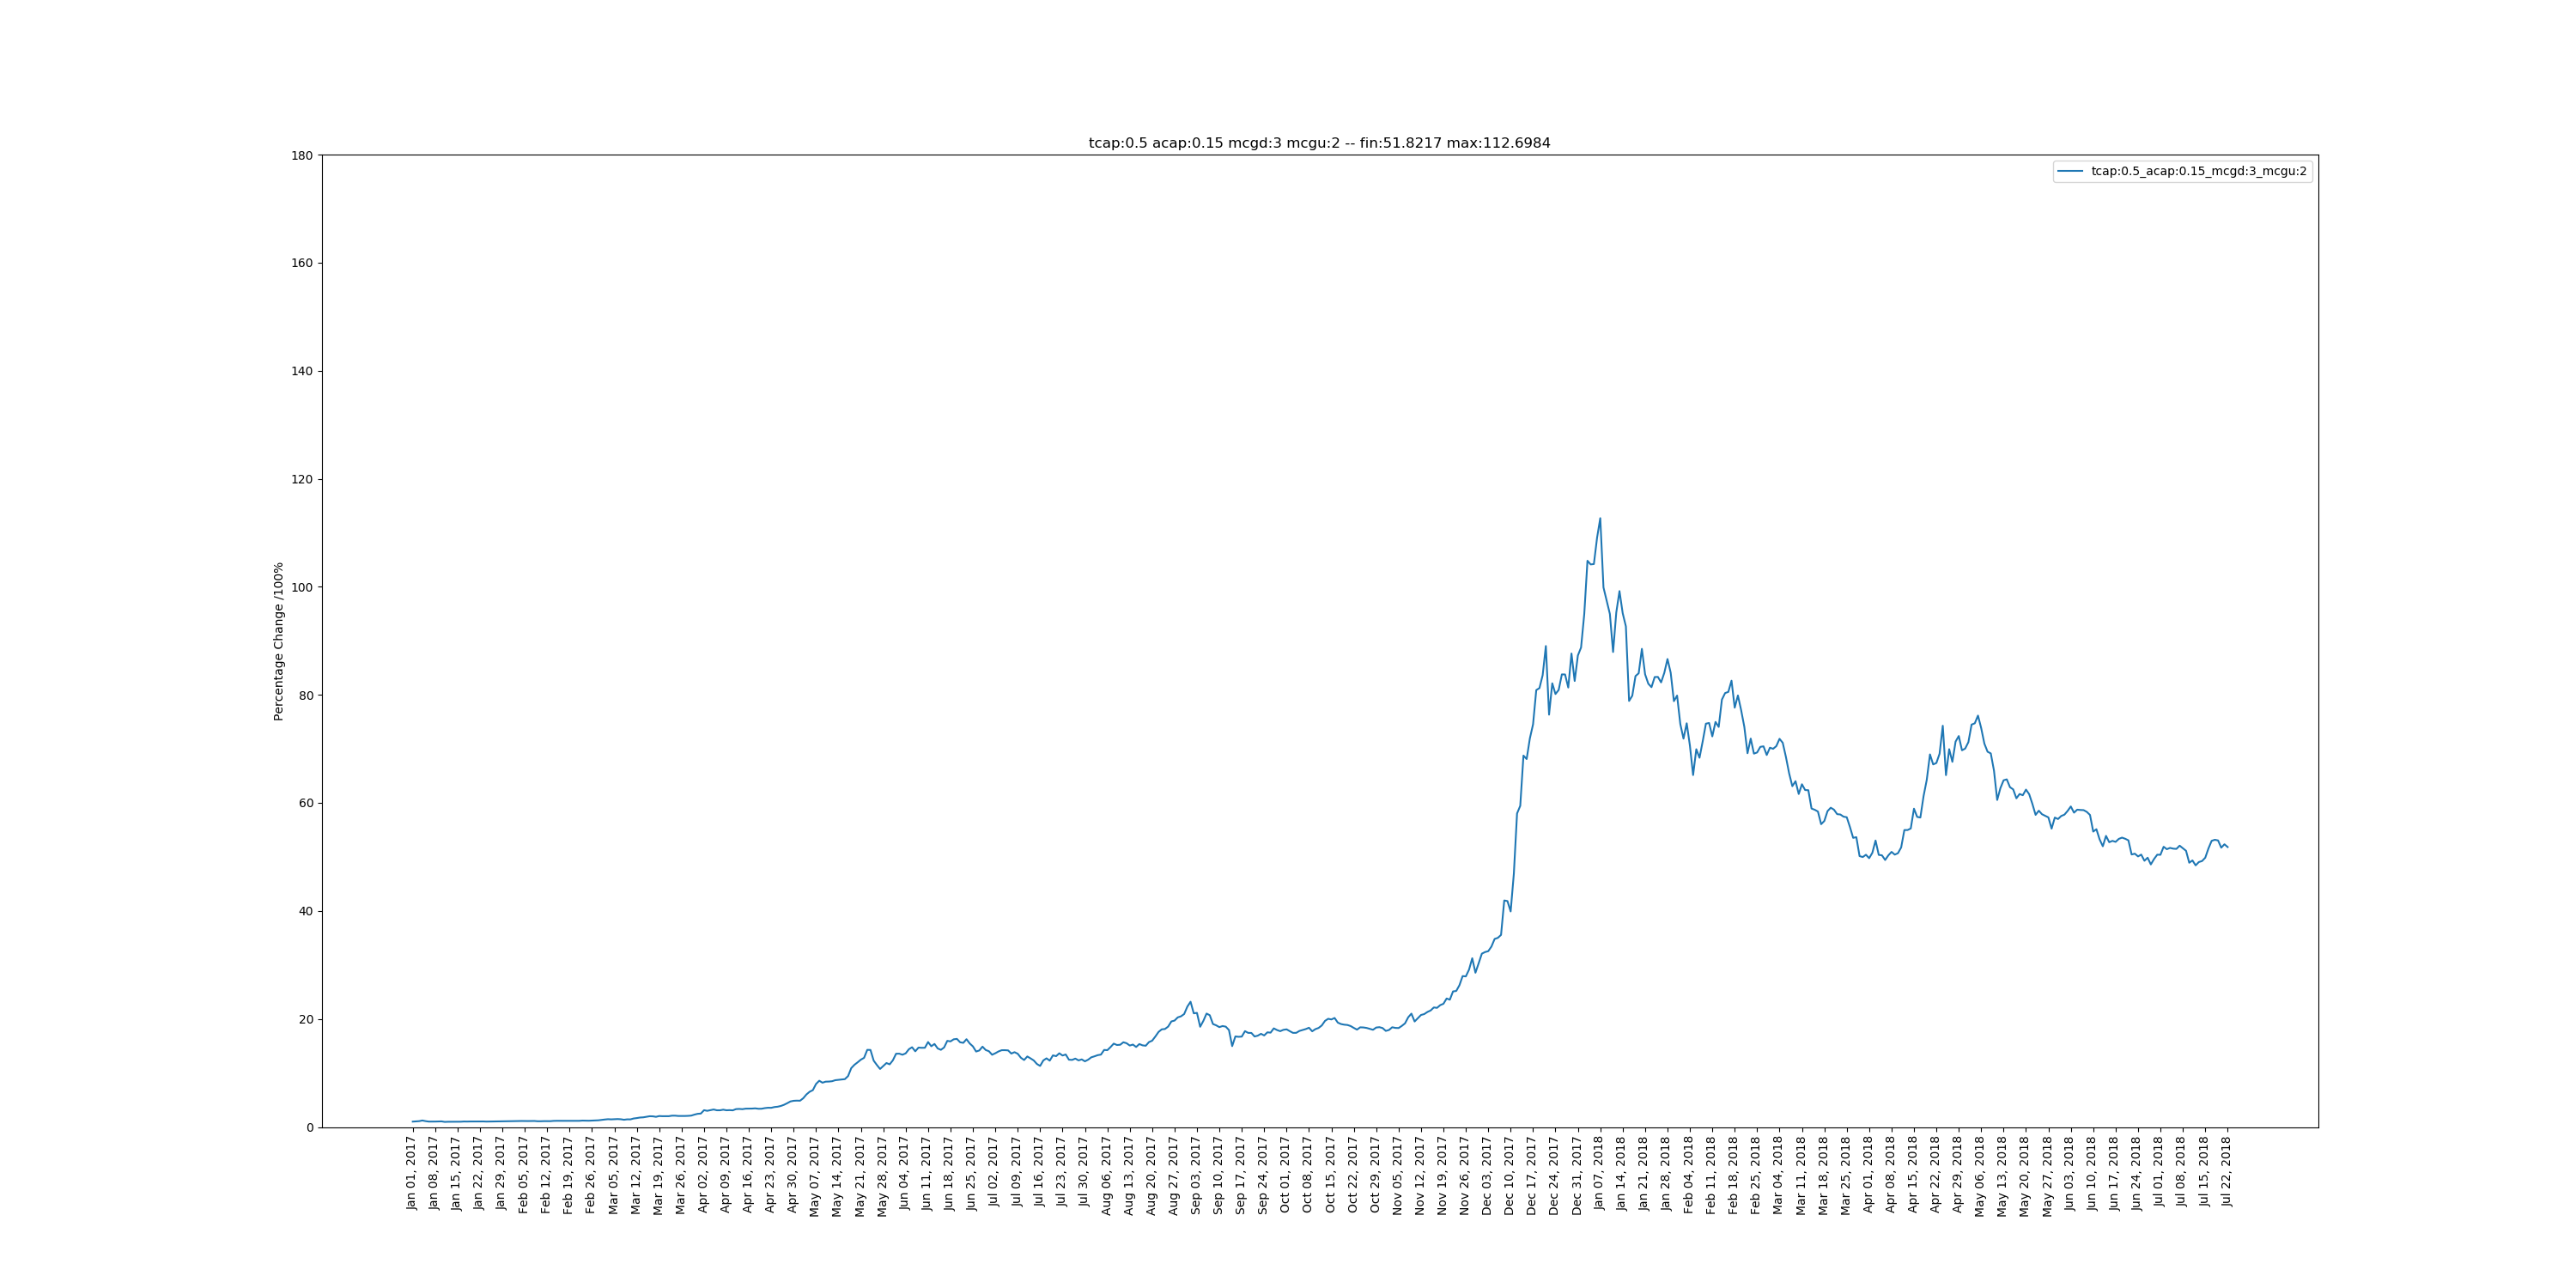 tcap:0.5 acap:0.15 mcgd:3 mcgu:2 -- fin:51.8217 max:112.6984
tcap:0.5_acap:0.15_mcgd:3_mcgu:2
Percentage Change /100%
180
160
140
120
100
80
60
40
20
0
Jan 01, 2017
Jan 08, 2017
Jan 15, 2017
Jan 22, 2017
Jan 29, 2017
Feb 05, 2017
Feb 12, 2017
Feb 19, 2017
Feb 26, 2017
Mar 05, 2017
Mar 12, 2017
Mar 19, 2017
Mar 26, 2017
Apr 02, 2017
Apr 09, 2017
Apr 16, 2017
Apr 23, 2017
Apr 30, 2017
May 07, 2017
May 14, 2017
May 21, 2017
May 28, 2017
Jun 04, 2017
Jun 11, 2017
Jun 18, 2017
Jun 25, 2017
Jul 02, 2017
Jul 09, 2017
Jul 16, 2017
Jul 23, 2017
Jul 30, 2017
Aug 06, 2017
Aug 13, 2017
Aug 20, 2017
Aug 27, 2017
Sep 03, 2017
Sep 10, 2017
Sep 17, 2017
Sep 24, 2017
Oct 01, 2017
Oct 08, 2017
Oct 15, 2017
Oct 22, 2017
Oct 29, 2017
Nov 05, 2017
Nov 12, 2017
Nov 19, 2017
Nov 26, 2017
Dec 03, 2017
Dec 10, 2017
Dec 17, 2017
Dec 24, 2017
Dec 31, 2017
Jan 07, 2018
Jan 14, 2018
Jan 21, 2018
Jan 28, 2018
Feb 04, 2018
Feb 11, 2018
Feb 18, 2018
Feb 25, 2018
Mar 04, 2018
Mar 11, 2018
Mar 18, 2018
Mar 25, 2018
Apr 01, 2018
Apr 08, 2018
Apr 15, 2018
Apr 22, 2018
Apr 29, 2018
May 06, 2018
May 13, 2018
May 20, 2018
May 27, 2018
Jun 03, 2018
Jun 10, 2018
Jun 17, 2018
Jun 24, 2018
Jul 01, 2018
Jul 08, 2018
Jul 15, 2018
Jul 22, 2018